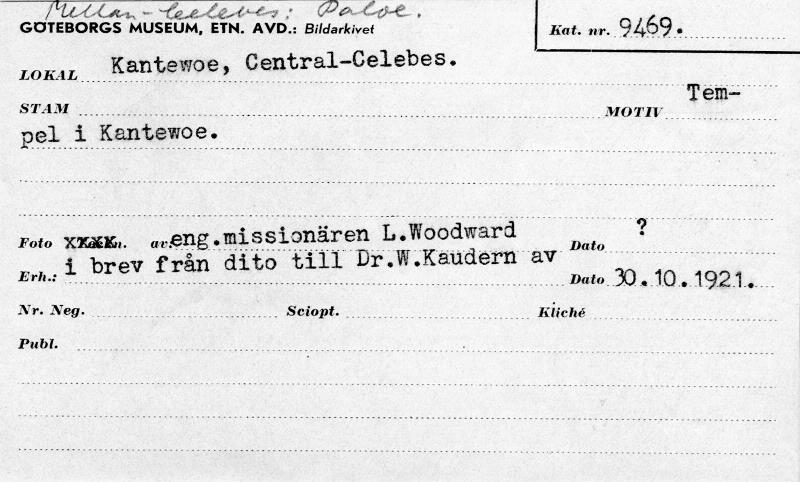 Mellan-Celebes: Paloe.
GÖTEBORGS MUSEUM, ETN. AVD.: Bildarkivet
Kat. nr. 9469.
LOKAL Kantewoe, Central-Celebes.
STAM MOTIV Tem-
pel i Kantewoe.
Foto av: eng.missionären L.Woodward Dato ?
Erh.: i brev från dito till Dr.W.Kaudern av Dato 30.10.1921.
Nr. Neg. Sciopt. Kliché
Publ.